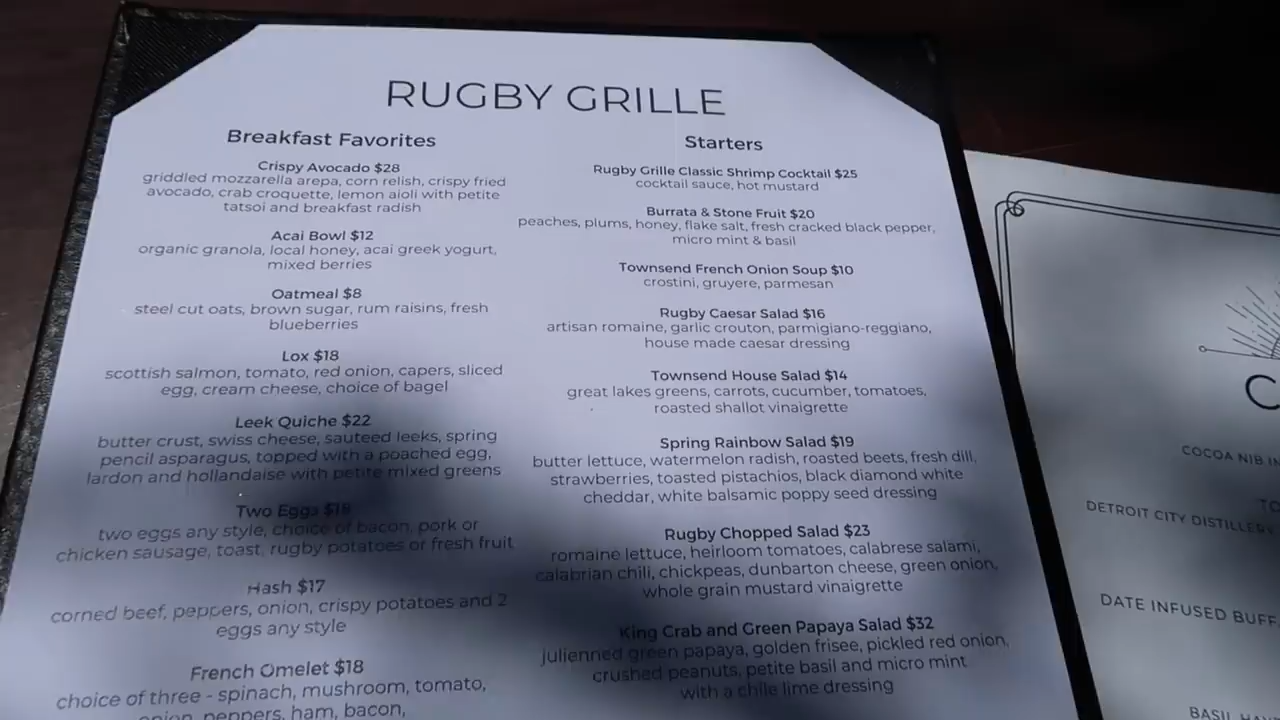 RUGBY GRILLE
Breakfast Favorites
Crispy Avocado $28
griddled mozzarella arepa, corn relish, crispy fried
avocado, crab croquette, lemon aioli with petite
tatsoi and breakfast radish
Acai Bowl $12
organic granola, local honey, acai greek yogurt,
mixed berries
Oatmeal $8
steel cut oats, brown sugar, rum raisins, fresh
blueberries
Lox $18
scottish salmon, tomato, red onion, capers, sliced
egg, cream cheese, choice of bagel
Leek Quiche $22
butter crust, swiss cheese, sauteed leeks, spring
pencil asparagus, topped with a poached egg,
lardon and hollandaise with petite mixed greens
Two Eggs
two eggs any style, choice of bacon, pork or
chicken sausage, toast, rugby potatoes or fresh fruit
Hash $17
corned beef, peppers, onion, crispy potatoes and 2
eggs any style
French Omelet $18
choice of three - spinach, mushroom, tomato,
onion, peppers, ham, bacon,
Starters
Rugby Grille Classic Shrimp Cocktail $25
cocktail sauce, hot mustard
Burrata & Stone Fruit $20
peaches, plums, honey, flake salt, fresh cracked black pepper,
micro mint & basil
Townsend French Onion Soup $10
crostini, gruyere, parmesan
Rugby Caesar Salad $16
artisan romaine, garlic crouton, parmigiano-reggiano,
house made caesar dressing
Townsend House Salad $14
great lakes greens, carrots, cucumber, tomatoes,
roasted shallot vinaigrette
Spring Rainbow Salad $19
butter lettuce, watermelon radish, roasted beets, fresh dill,
strawberries, toasted pistachios, black diamond white
cheddar, white balsamic poppy seed dressing
Rugby Chopped Salad $23
romaine lettuce, heirloom tomatoes, calabrese salami,
calabrian chili, chickpeas, dunbarton cheese, green onion,
whole grain mustard vinaigrette
King Crab and Green Papaya Salad $32
julienned green papaya, golden frisee, pickled red onion,
crushed peanuts, petite basil and micro mint
with a chile lime dressing
C
COCOA NIB IN
TO
DETROIT CITY DISTILLERY
DATE INFUSED BUFF
BASIL HAY